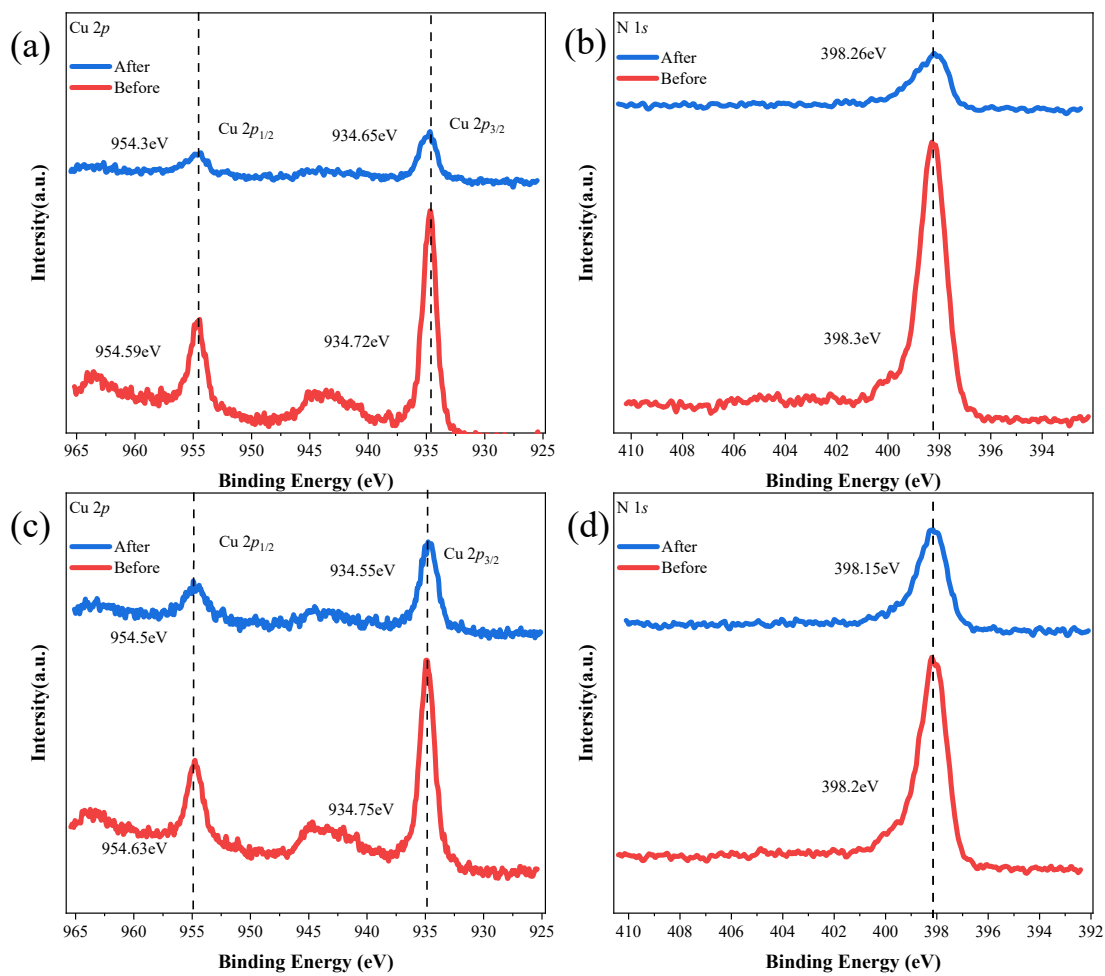 (a)
Cu 2p
After
Before
954.3eV
Cu 2p1/2
934.65eV
Cu 2p3/2
954.59eV
934.72eV
Intersity(a.u.)
965 960 955 950 945 940 935 930 925
Binding Energy (eV)
(b)
N 1s
After
Before
398.26eV
398.3eV
Intersity(a.u.)
408 406 404 402 400 398 396 394
Binding Energy (eV)
(c)
Cu 2p
After
Before
Cu 2p1/2
934.55eV
Cu 2p3/2
954.5eV
934.75eV
954.63eV
Intersity(a.u.)
965 960 955 950 945 940 935 930 925
Binding Energy (eV)
(d)
N 1s
After
Before
398.15eV
398.2eV
Intersity(a.u.)
410 408 406 404 402 400 398 396 394 392
Binding Energy (eV)